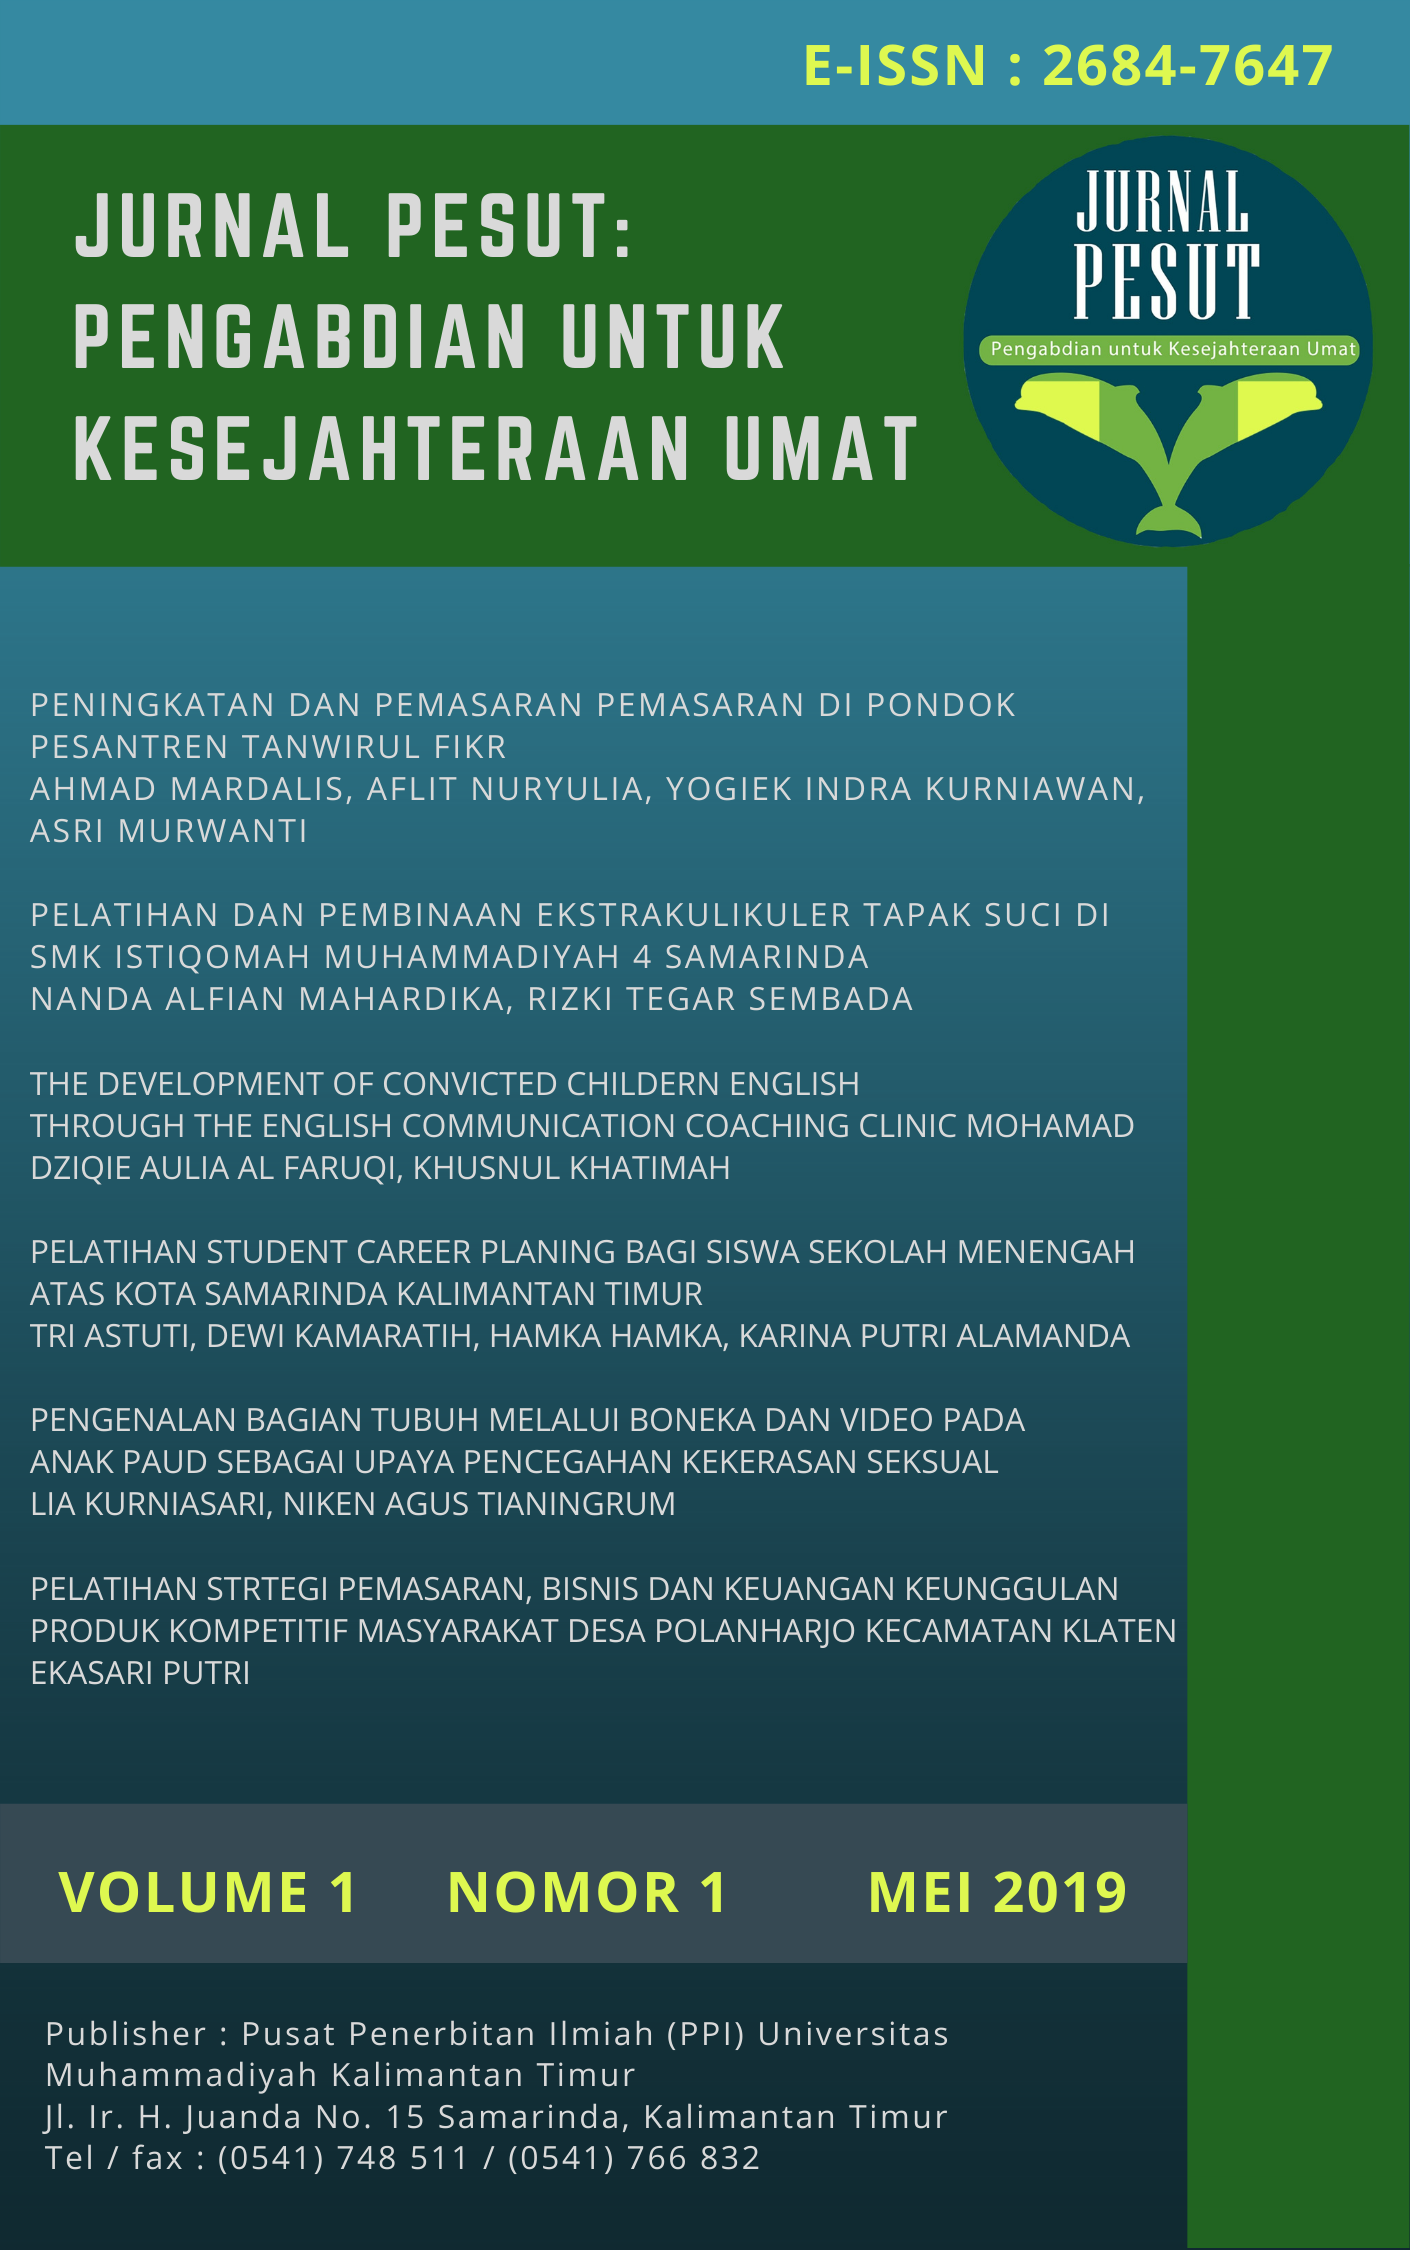 E-ISSN : 2684-7647
JURNAL PESUT:
PENGABDIAN UNTUK
KESEJAHTERAAN UMAT
JURNAL
PESUT
Pengabdian untuk Kesejahteraan Umat
PENINGKATAN DAN PEMASARAN PEMASARAN DI PONDOK
PESANTREN TANWIRUL FIKR
AHMAD MARDALIS, AFLIT NURYULIA, YOGIEK INDRA KURNIAWAN,
ASRI MURWANTI
PELATIHAN DAN PEMBINAAN EKSTRAKULIKULER TAPAK SUCI DI
SMK ISTIQOMAH MUHAMMADIYAH 4 SAMARINDA
NANDA ALFIAN MAHARDIKA, RIZKI TEGAR SEMBADA
THE DEVELOPMENT OF CONVICTED CHILDERN ENGLISH
THROUGH THE ENGLISH COMMUNICATION COACHING CLINIC MOHAMAD
DZIQIE AULIA AL FARUQI, KHUSNUL KHATIMAH
PELATIHAN STUDENT CAREER PLANING BAGI SISWA SEKOLAH MENENGAH
ATAS KOTA SAMARINDA KALIMANTAN TIMUR
TRI ASTUTI, DEWI KAMARATIH, HAMKA HAMKA, KARINA PUTRI ALAMANDA
PENGENALAN BAGIAN TUBUH MELALUI BONEKA DAN VIDEO PADA
ANAK PAUD SEBAGAI UPAYA PENCEGAHAN KEKERASAN SEKSUAL
LIA KURNIASARI, NIKEN AGUS TIANINGRUM
PELATIHAN STRTEGI PEMASARAN, BISNIS DAN KEUANGAN KEUNGGULAN
PRODUK KOMPETITIF MASYARAKAT DESA POLANHARJO KECAMATAN KLATEN
EKASARI PUTRI
VOLUME 1 NOMOR 1 MEI 2019
Publisher : Pusat Penerbitan Ilmiah (PPI) Universitas
Muhammadiyah Kalimantan Timur
Jl. Ir. H. Juanda No. 15 Samarinda, Kalimantan Timur
Tel / fax : (0541) 748 511 / (0541) 766 832